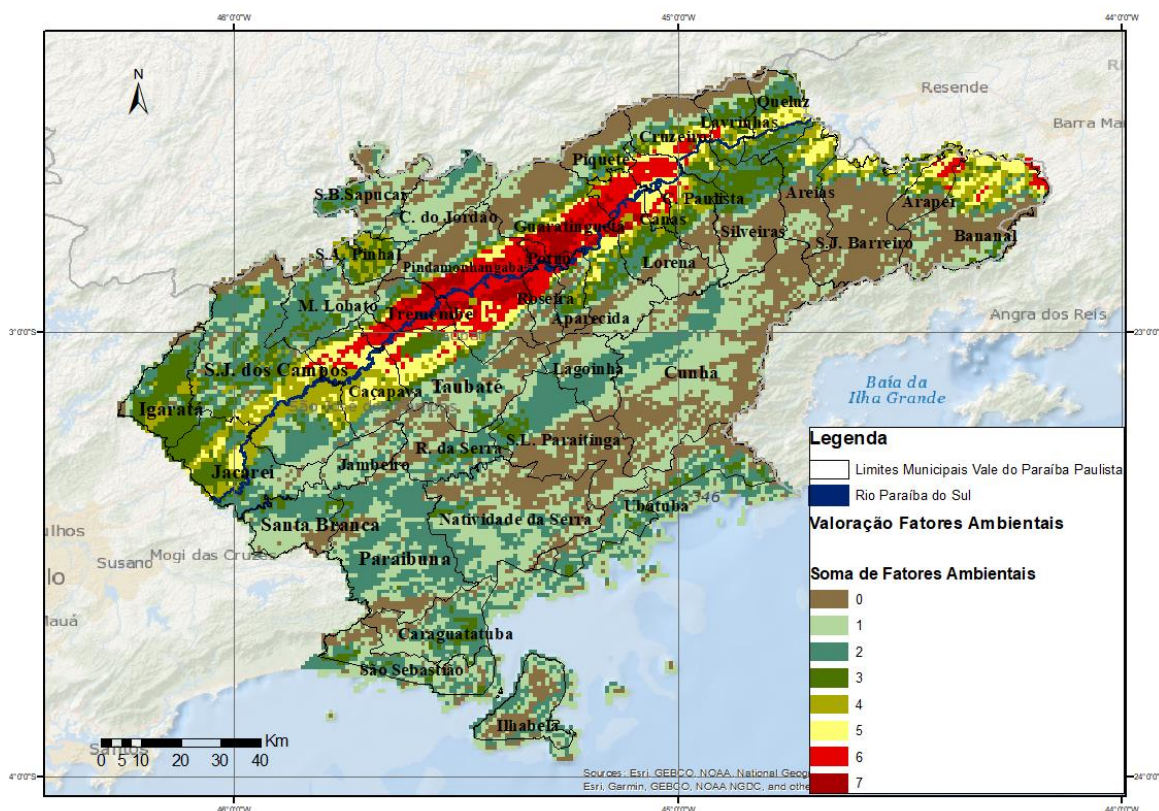 46°0'0"W
45°0'0"W
44°0'0"W
N
Resende
Barra Ma
Queluz
Lavrinhas
Piquete
Areias
Arapeí
S.B.Sapucaí
C. do Jordão
Paulista
Canas
Guaratinguetá
Silveiras
S.J. Barreiro
Bananal
S.A. Pinhal
Potim
Lorena
Pindamonhangaba
Roseira
M. Lobato
Tremembé
Aparecida
Angra dos Reis
3°0'0"S
23°0'0"S
S.J. dos Campos
Lagoinha
Cunha
Baía da
Ilha Grande
Caçapava
Taubaté
Igaratá
S.L. Paraitinga
R. da Serra
Jacareí
Jambeiro
346
Ubatuba
Natividade da Serra
Santa Branca
ulhos
Mogi das Cruze
Susano
Paraibuna
lo
Mauá
Caraguatatuba
São Sebastião
Ilhabela
Legenda
Limites Municipais Vale do Paraíba Paulista
Rio Paraíba do Sul
Valoração Fatores Ambientais
Soma de Fatores Ambientais
0
1
2
3
4
5
6
7
Km
0 5 10 20 30 40
Santos
Sources: Esri, GEBCO, NOAA, National Geog
Esri, Garmin, GEBCO, NOAA NGDC, and othe
4°0'0"S
24°0'0"S